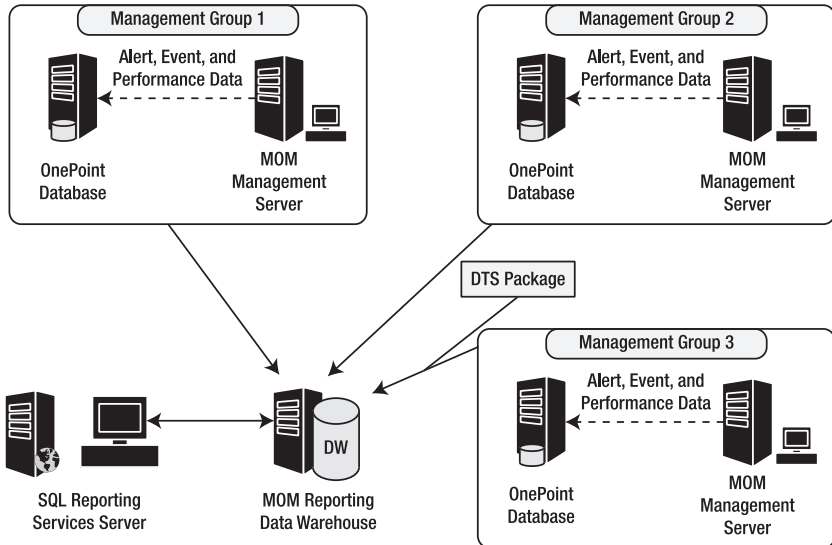 Management Group 1
Alert, Event, and
Performance Data
OnePoint
Database
MOM
Management
Server
Management Group 2
Alert, Event, and
Performance Data
OnePoint
Database
MOM
Management
Server
DTS Package
Management Group 3
Alert, Event, and
Performance Data
OnePoint
Database
MOM
Management
Server
DW
SQL Reporting
Services Server
MOM Reporting
Data Warehouse